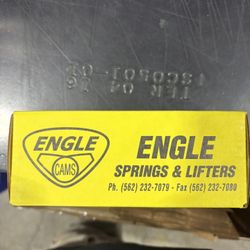 ENGLE
CAMS
ENGLE
SPRINGS & LIFTERS
Ph. (562) 232-7079 - Fax (562) 232-7080